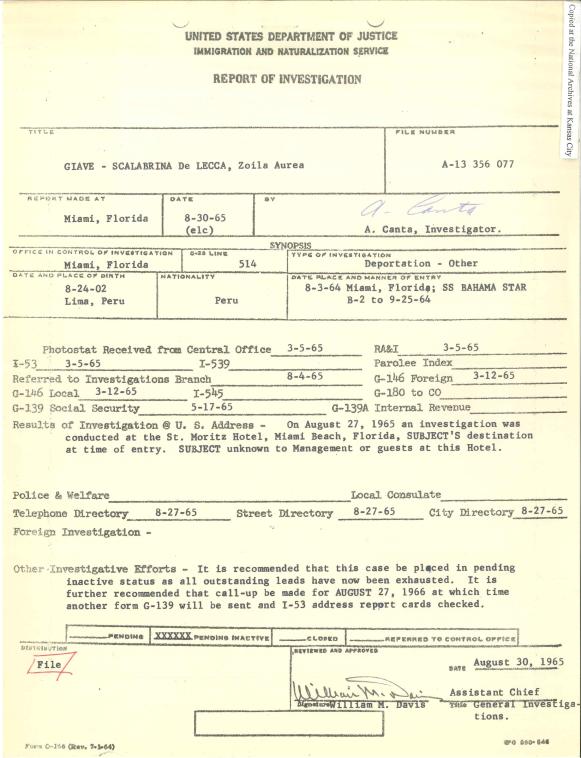 Copied at the National Archives at Kansas City
UNITED STATES DEPARTMENT OF JUSTICE
IMMIGRATION AND NATURALIZATION SERVICE
REPORT OF INVESTIGATION
TITLE
FILE NUMBER
GIAVE - SCALABRINA De LECCA, Zoila Aurea
A-13 356 077
REPORT MADE AT
DATE
BY
Miami, Florida
8-30-65
(elc)
A. Canta
A. Canta, Investigator.
SYNOPSIS
OFFICE IN CONTROL OF INVESTIGATION
G-23 LINE
TYPE OF INVESTIGATION
Miami, Florida
514
Deportation - Other
DATE AND PLACE OF BIRTH
NATIONALITY
DATE PLACE AND MANNER OF ENTRY
8-24-02
8-3-64 Miami, Florida; SS BAHAMA STAR
Lima, Peru
Peru
B-2 to 9-25-64
Photostat Received from Central Office 3-5-65 RA&I 3-5-65
I-53 3-5-65 I-539 Parolee Index
Referred to Investigations Branch 8-4-65 G-146 Foreign 3-12-65
G-146 Local 3-12-65 I-545 G-180 to CO
G-139 Social Security 5-17-65 G-139A Internal Revenue
Results of Investigation @ U. S. Address - On August 27, 1965 an investigation was
conducted at the St. Moritz Hotel, Miami Beach, Florida, SUBJECT'S destination
at time of entry. SUBJECT unknown to Management or guests at this Hotel.
Police & Welfare Local Consulate
Telephone Directory 8-27-65 Street Directory 8-27-65 City Directory 8-27-65
Foreign Investigation -
Other Investigative Efforts - It is recommended that this case be placed in pending
inactive status as all outstanding leads have now been exhausted. It is
further recommended that call-up be made for AUGUST 27, 1966 at which time
another form G-139 will be sent and I-53 address report cards checked.
PENDING XXXXXX PENDING INACTIVE CLOSED REFERRED TO CONTROL OFFICE
DISTRIBUTION
File
REVIEWED AND APPROVED
DATE August 30, 1965
William M. Davis
Assistant Chief
Signature William M. Davis
Title General Investiga-
tions.
Form G-166 (Rev. 7-1-64)